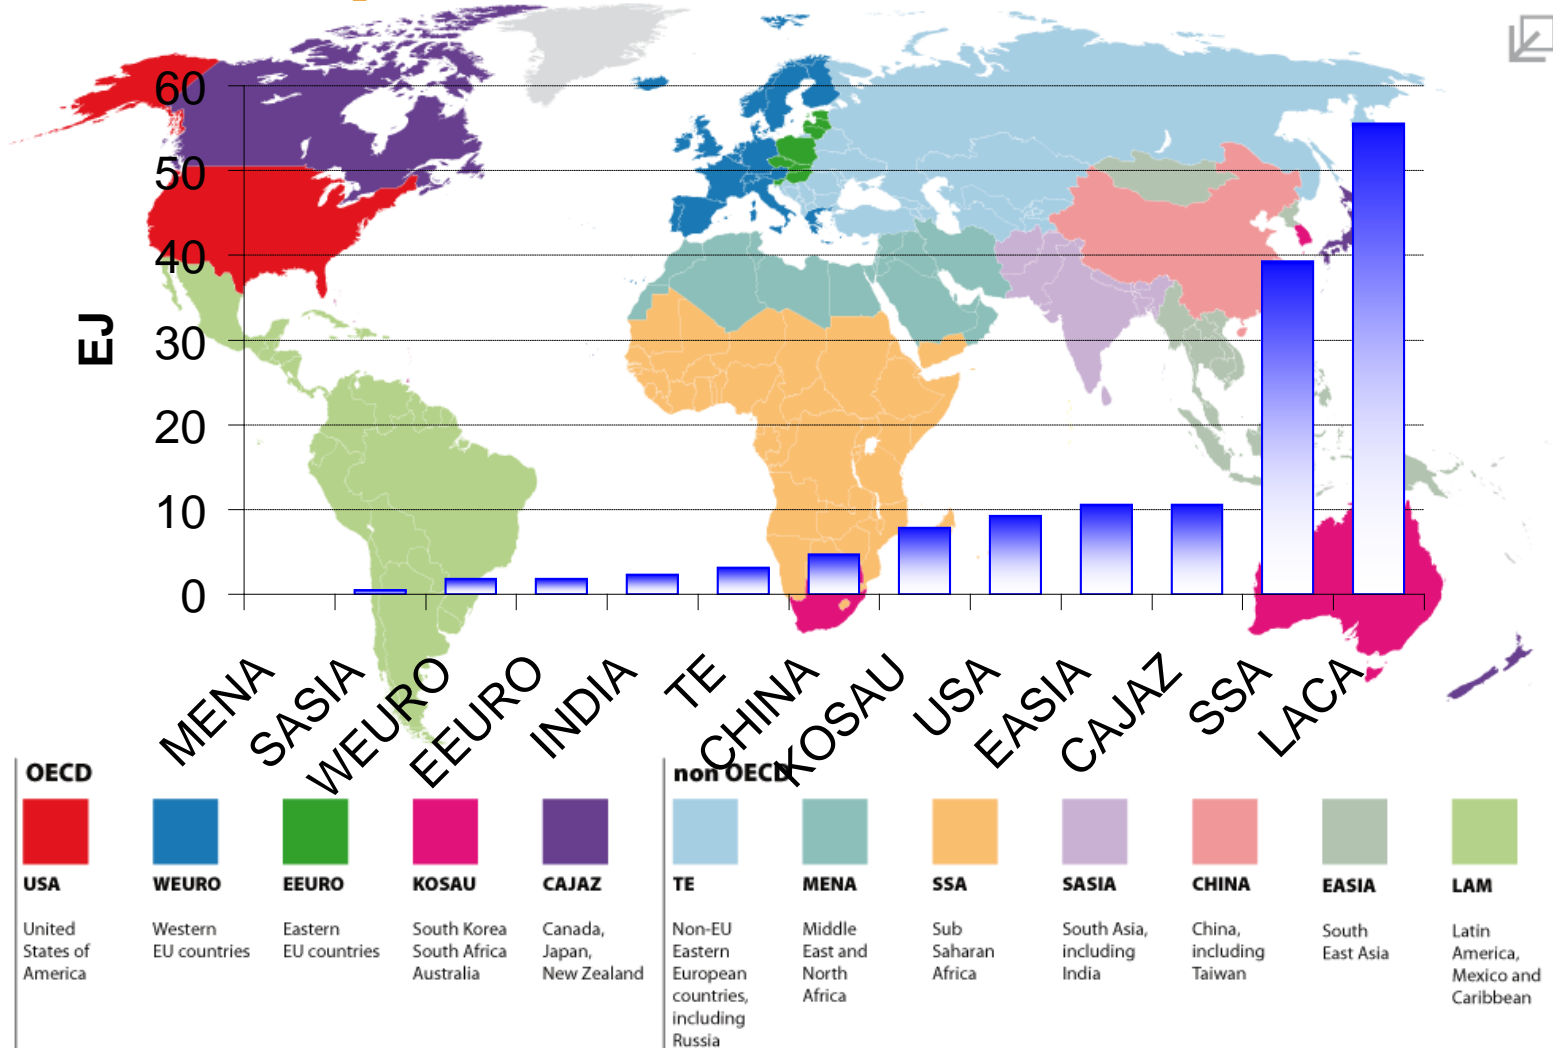 60
50
40
30
20
10
0
EJ
MENA
SASIA
WEURO
EEURO
INDIA
TE
CHINA
KOSAU
USA
EASIA
CAJAZ
SSA
LACA
OECD
USA
United
States of
America
WEURO
Western
EU countries
EEURO
Eastern
EU countries
KOSAU
South Korea
South Africa
Australia
CAJAZ
Canada,
Japan,
New Zealand
non OECD
TE
Non-EU
Eastern
European
countries,
including
Russia
MENA
Middle
East and
North
Africa
SSA
Sub
Saharan
Africa
SASIA
South Asia,
including
India
CHINA
China,
including
Taiwan
EASIA
South
East Asia
LAM
Latin
America,
Mexico and
Caribbean